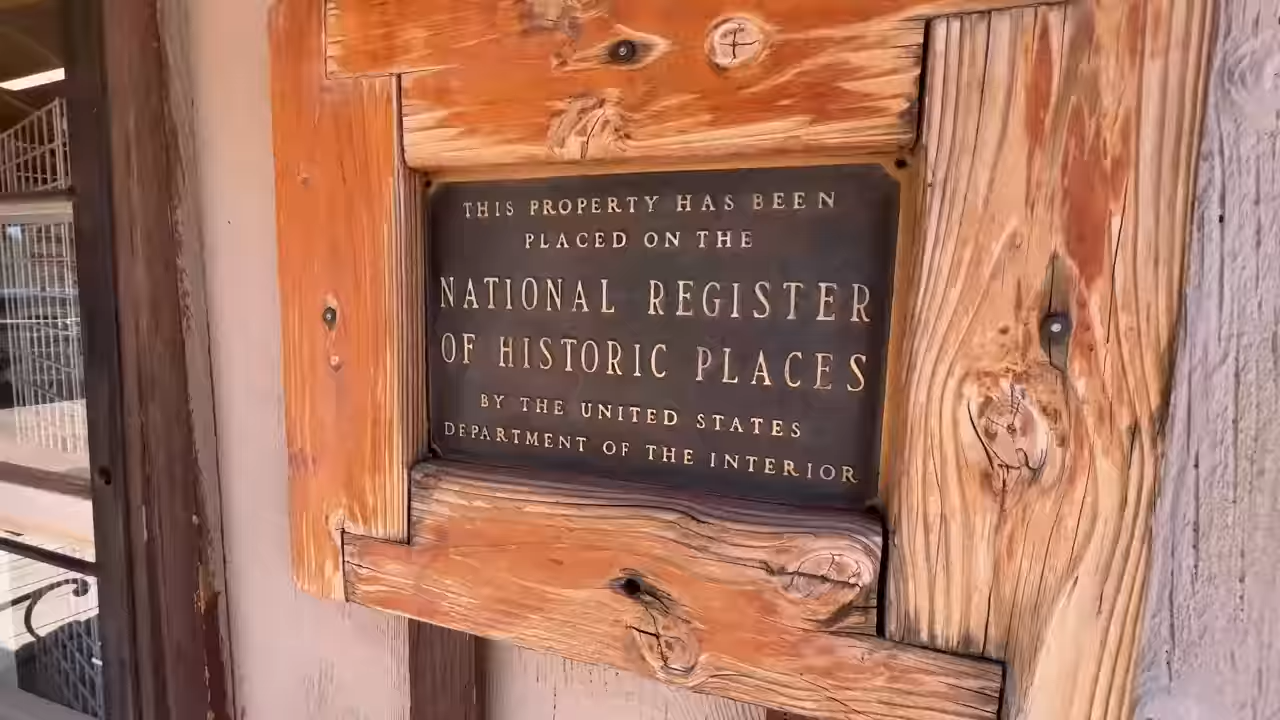 THIS PROPERTY HAS BEEN
PLACED ON THE
NATIONAL REGISTER
OF HISTORIC PLACES
BY THE UNITED STATES
DEPARTMENT OF THE INTERIOR